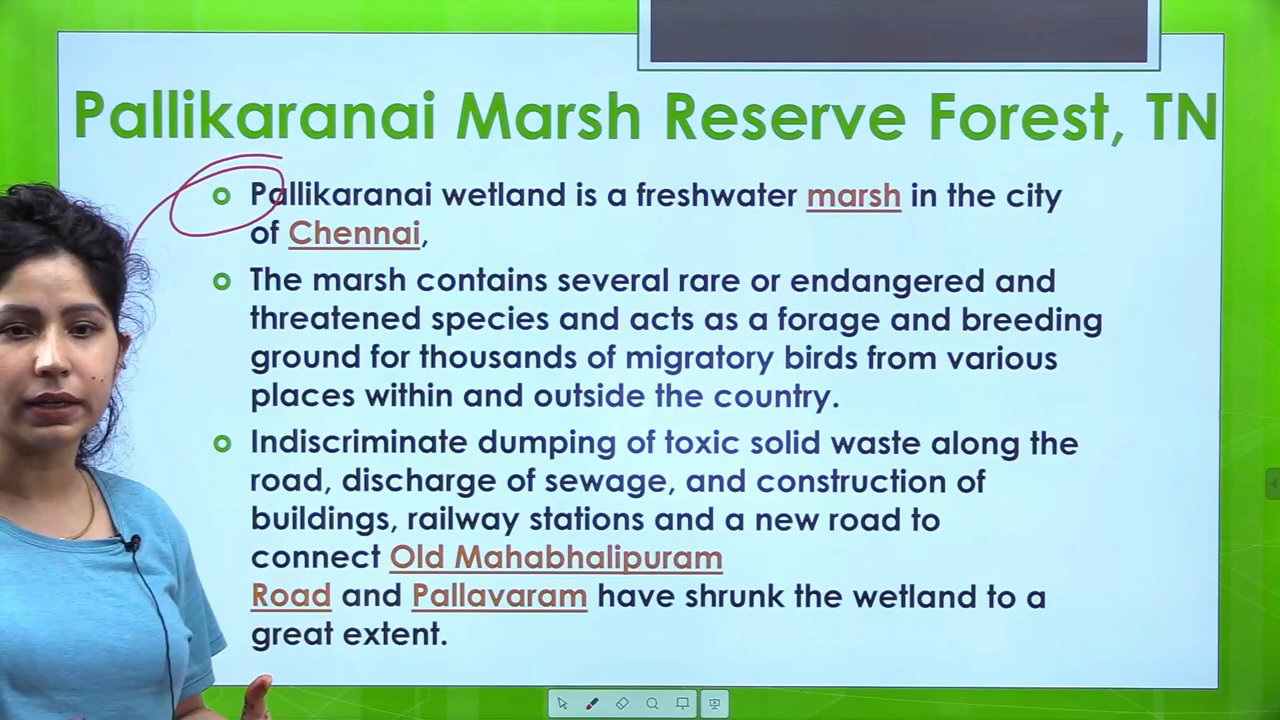 Pallikaranai Marsh Reserve Forest, TN
Pallikaranai wetland is a freshwater marsh in the city
of Chennai,
The marsh contains several rare or endangered and
threatened species and acts as a forage and breeding
ground for thousands of migratory birds from various
places within and outside the country.
Indiscriminate dumping of toxic solid waste along the
road, discharge of sewage, and construction of
buildings, railway stations and a new road to
connect Old Mahabhalipuram
Road and Pallavaram have shrunk the wetland to a
great extent.